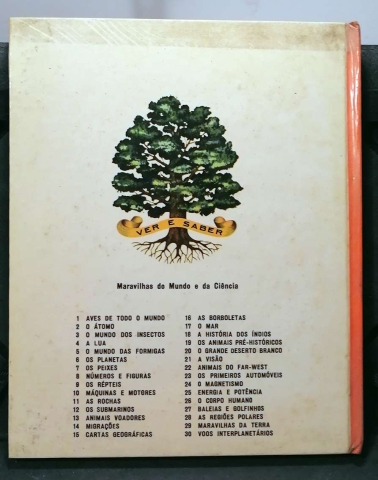 VER E SABER
Maravilhas do Mundo e da Ciência
1 AVES DE TODO O MUNDO
2 O ÁTOMO
3 O MUNDO DOS INSECTOS
4 A LUA
5 O MUNDO DAS FORMIGAS
6 OS PLANETAS
7 OS PEIXES
8 NÚMEROS E FIGURAS
9 OS RÉPTEIS
10 MÁQUINAS E MOTORES
11 AS ROCHAS
12 OS SUBMARINOS
13 ANIMAIS VOADORES
14 MIGRAÇÕES
15 CARTAS GEOGRÁFICAS
16 AS BORBOLETAS
17 O MAR
18 A HISTÓRIA DOS ÍNDIOS
19 OS ANIMAIS PRÉ-HISTÓRICOS
20 O GRANDE DESERTO BRANCO
21 A VISÃO
22 ANIMAIS DO FAR-WEST
23 OS PRIMEIROS AUTOMÓVEIS
24 O MAGNETISMO
25 ENERGIA E POTÊNCIA
26 O CORPO HUMANO
27 BALEIAS E GOLFINHOS
28 AS REGIÕES POLARES
29 MARAVILHAS DA TERRA
30 VOOS INTERPLANETÁRIOS